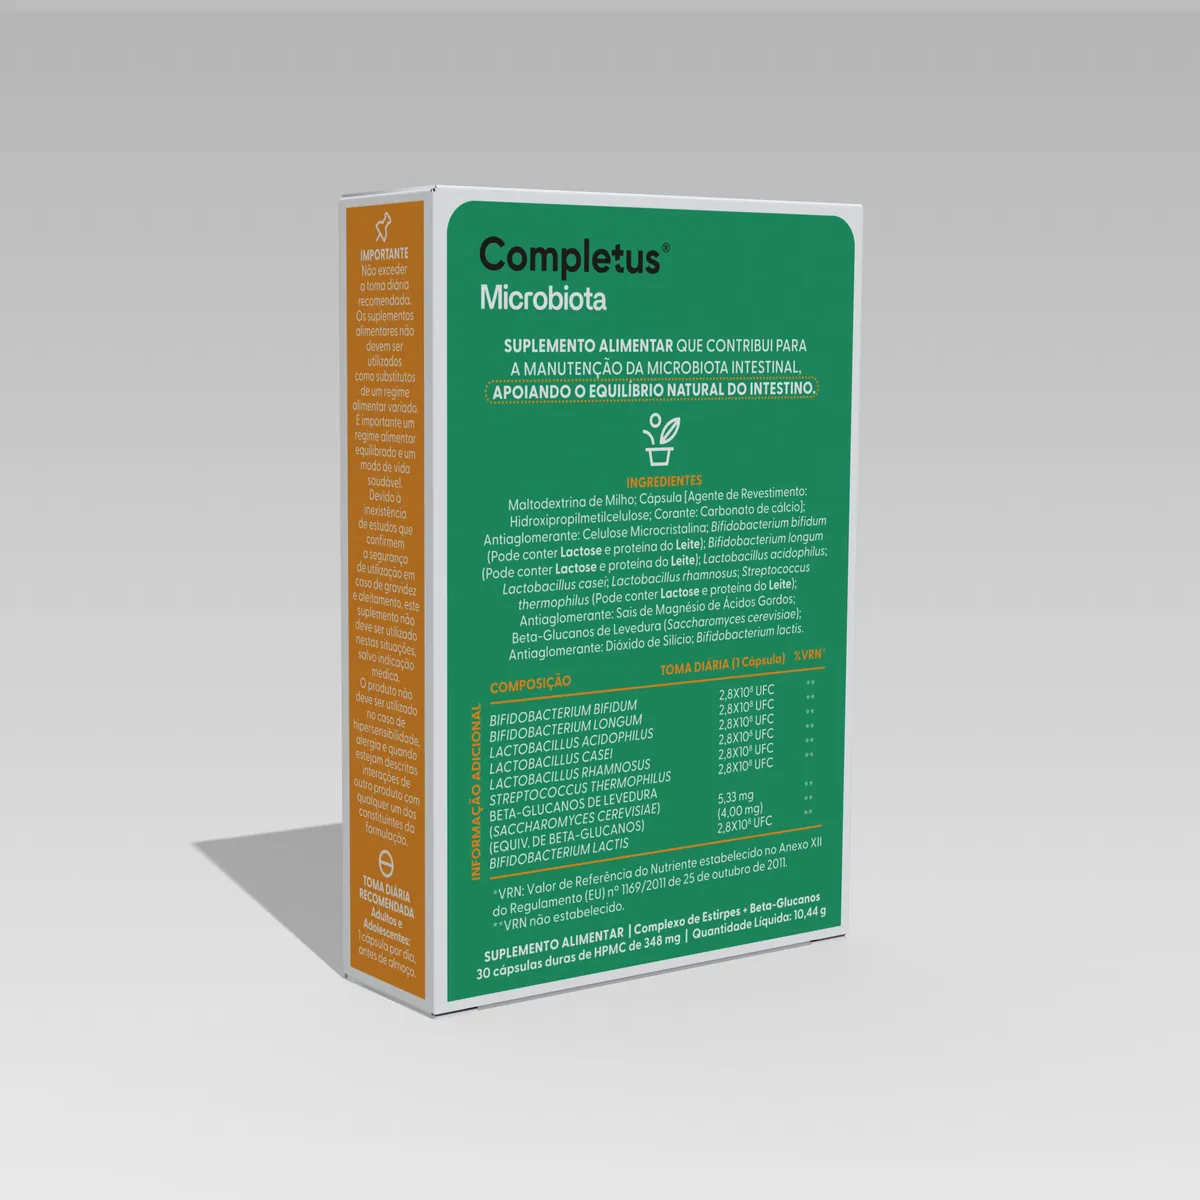 IMPORTANTE
Não exceder
a toma diária
recomendada.
Os suplementos
alimentares não
devem ser
utilizados
como substitutos
de um regime
alimentar variado.
É importante um
regime alimentar
equilibrado e um
modo de vida
saudável.
Devido à
inexistência
de estudos que
confirmem
a segurança
de utilização em
caso de gravidez
e aleitamento, este
suplemento não
deve ser utilizado
nestas situações,
salvo indicação
médica.
O produto não
deve ser utilizado
no caso de
hipersensibilidade,
alergia e quando
estejam descritas
interações de
outro produto com
qualquer um dos
constituintes da
formulação.
TOMA DIÁRIA
RECOMENDADA
Adultos e
Adolescentes:
1 cápsula por dia,
antes de almoço.
Completus®
Microbiota
SUPLEMENTO ALIMENTAR QUE CONTRIBUI PARA
A MANUTENÇÃO DA MICROBIOTA INTESTINAL,
APOIANDO O EQUILÍBRIO NATURAL DO INTESTINO.
INGREDIENTES
Maltodextrina de Milho; Cápsula [Agente de Revestimento:
Hidroxipropilmetilcelulose; Corante: Carbonato de cálcio];
Antiaglomerante: Celulose Microcristalina; Bifidobacterium bifidum
(Pode conter Lactose e proteína do Leite); Bifidobacterium longum
(Pode conter Lactose e proteína do Leite); Lactobacillus acidophilus;
Lactobacillus casei; Lactobacillus rhamnosus; Streptococcus
thermophilus (Pode conter Lactose e proteína do Leite);
Antiaglomerante: Sais de Magnésio de Ácidos Gordos;
Beta-Glucanos de Levedura (Saccharomyces cerevisiae);
Antiaglomerante: Dióxido de Silício; Bifidobacterium lactis.
INFORMAÇÃO ADICIONAL
COMPOSIÇÃO TOMA DIÁRIA (1 Cápsula) %VRN*
BIFIDOBACTERIUM BIFIDUM 2,8X10⁸ UFC **
BIFIDOBACTERIUM LONGUM 2,8X10⁸ UFC **
LACTOBACILLUS ACIDOPHILUS 2,8X10⁸ UFC **
LACTOBACILLUS CASEI 2,8X10⁸ UFC **
LACTOBACILLUS RHAMNOSUS 2,8X10⁸ UFC **
STREPTOCOCCUS THERMOPHILUS 2,8X10⁸ UFC **
BETA-GLUCANOS DE LEVEDURA
(SACCHAROMYCES CEREVISIAE) 5,33 mg **
(EQUIV. DE BETA-GLUCANOS) (4,00 mg) **
BIFIDOBACTERIUM LACTIS 2,8X10⁸ UFC **
*VRN: Valor de Referência do Nutriente estabelecido no Anexo XII
do Regulamento (EU) nº 1169/2011 de 25 de outubro de 2011.
**VRN não estabelecido.
SUPLEMENTO ALIMENTAR | Complexo de Estirpes + Beta-Glucanos
30 cápsulas duras de HPMC de 348 mg | Quantidade Líquida: 10,44 g